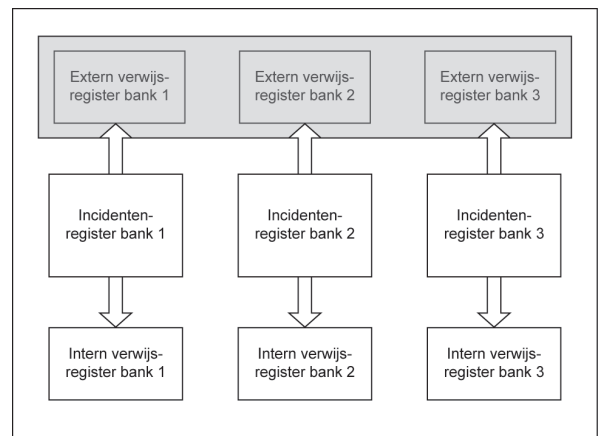 Extern verwijs-
register bank 1
Extern verwijs-
register bank 2
Extern verwijs-
register bank 3
Incidenten-
register bank 1
Incidenten-
register bank 2
Incidenten-
register bank 3
Intern verwijs-
register bank 1
Intern verwijs-
register bank 2
Intern verwijs-
register bank 3